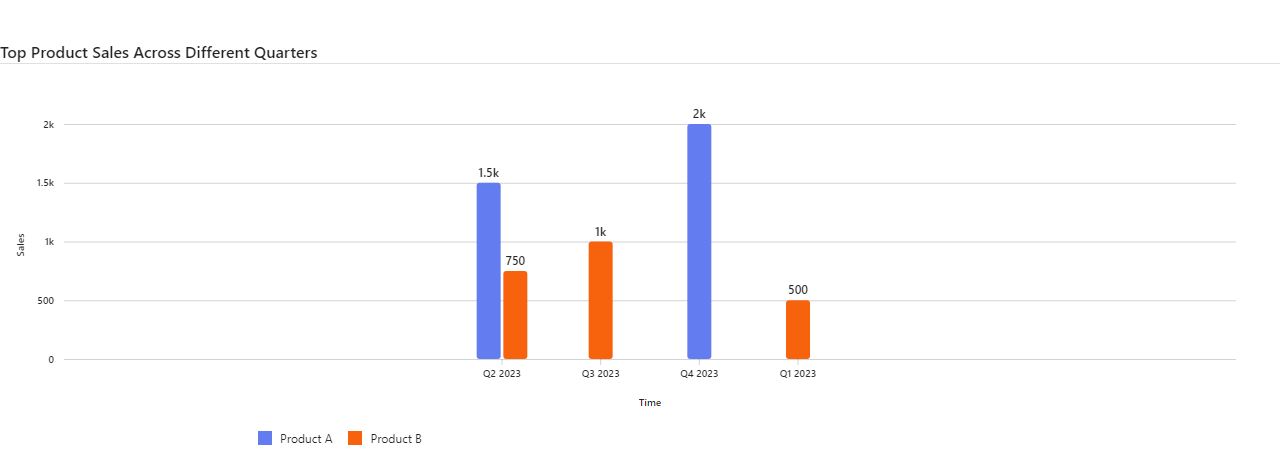 Top Product Sales Across Different Quarters
2k
2k
1.5k
1.5k
1k
1k
750
500
500
0
Sales
Q2 2023 Q3 2023 Q4 2023 Q1 2023
Time
Product A Product B